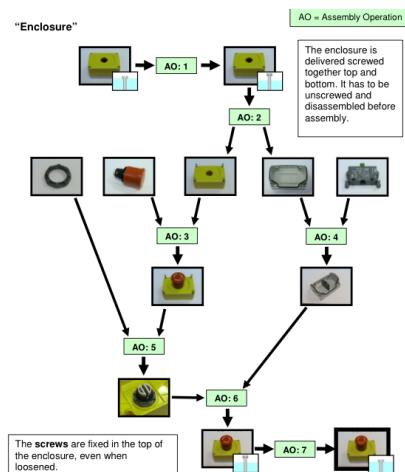 AO = Assembly Operation
“Enclosure”
AO: 1
The enclosure is
delivered screwed
together top and
bottom. It has to be
unscrewed and
disassembled before
assembly.
AO: 2
AO: 3
AO: 4
AO: 5
AO: 6
The screws are fixed in the top of
the enclosure, even when
loosened.
AO: 7